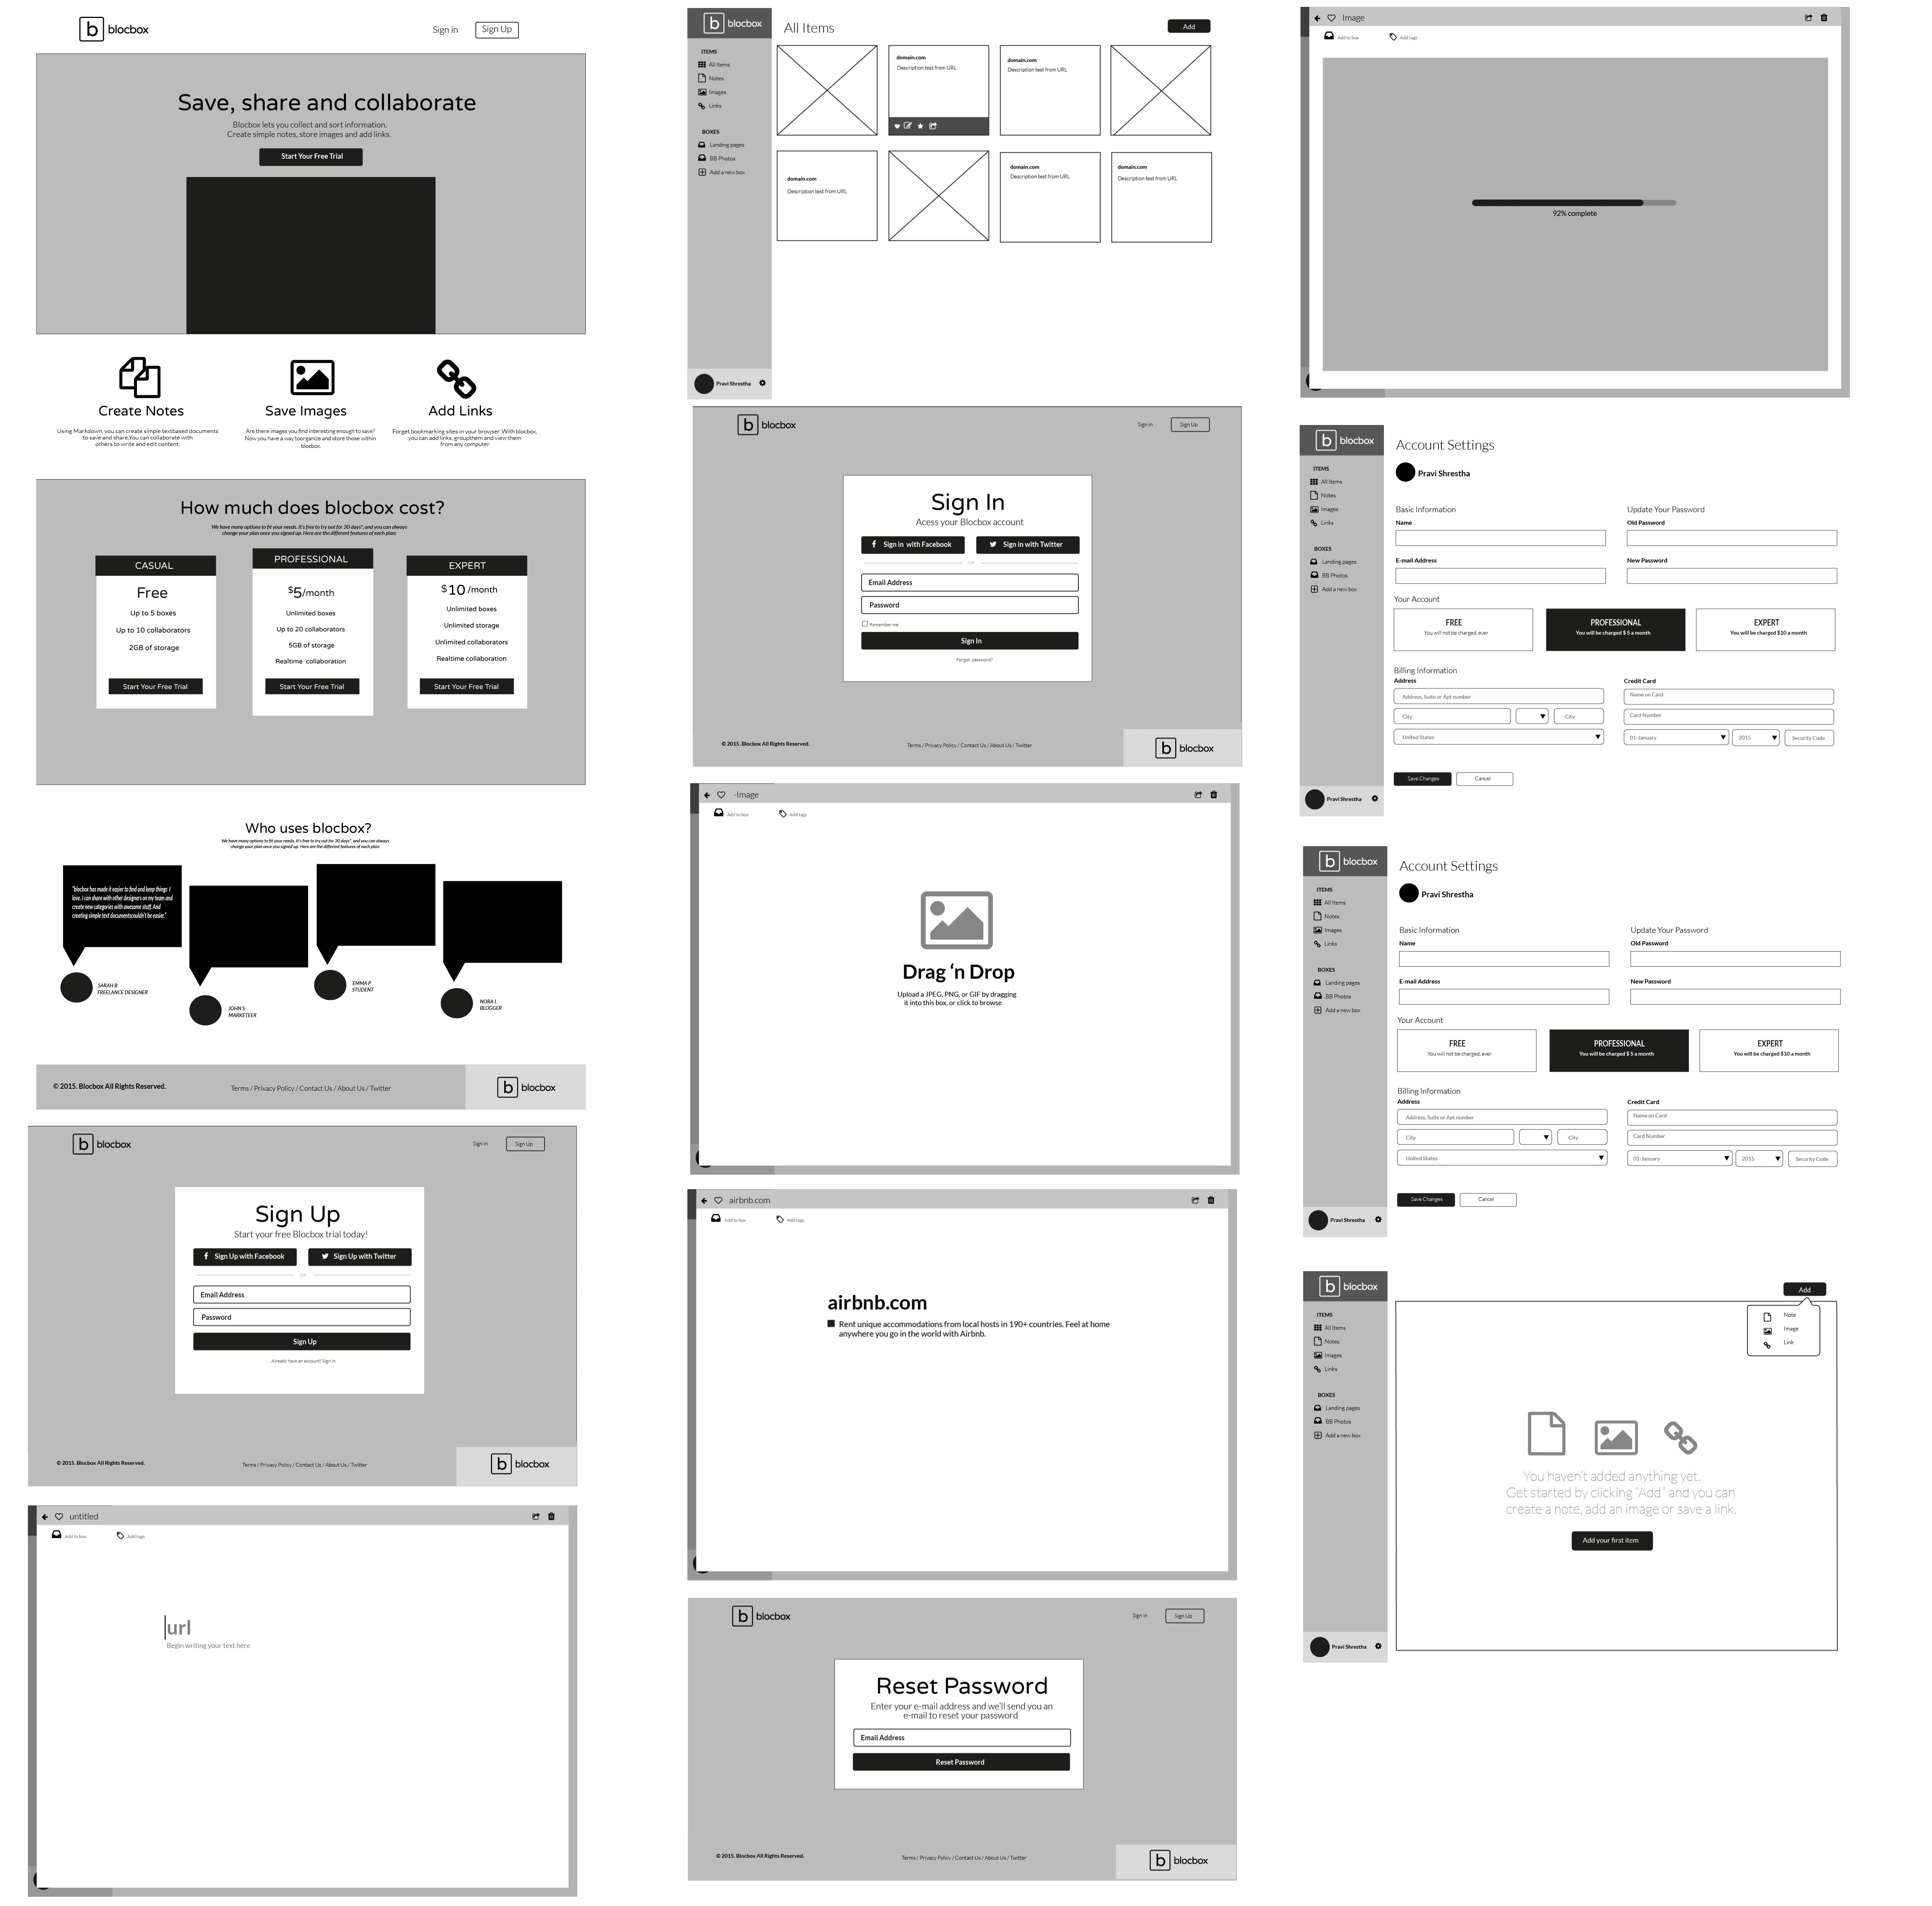 b blocbox
Sign in
Sign Up
Save, share and collaborate
Blocbox lets you collect and sort information.
Create simple notes, store images and add links.
Start Your Free Trial
Create Notes
Using Markdown, you can create simple textbased documents
to save and share.You can collaborate with
others to write and edit content.
Save Images
Are there images you find interesting enough to save?
Now you have a way toorganize and store those within
blocbox.
Add Links
Forget bookmarking sites in your browser. With blocbox,
you can add links, groupthem and view them
from any computer.
How much does blocbox cost?
We have many options to fit your needs. It's free to try out for 30 days*, and you can always
change your plan once you signed up. Here are the different features of each plan:
CASUAL
Free
Up to 5 boxes
Up to 10 collaborators
2GB of storage
Start Your Free Trial
PROFESSIONAL
$5/month
Unlimited boxes
Up to 20 collaborators
5GB of storage
Realtime collaboration
Start Your Free Trial
EXPERT
$10 /month
Unlimited boxes
Unlimited storage
Unlimited collaborators
Realtime collaboration
Start Your Free Trial
Who uses blocbox?
We have many options to fit your needs. It's free to try out for 30 days*, and you can always
change your plan once you signed up. Here are the different features of each plan:
"blocbox has made it easier to find and keep things I
love. I can share with other designers on my team and
create new categories with awesome stuff. And
creating simple text documentscouldn't be easier."
SARAH B
FREELANCE DESIGNER
JOHN S
MARKETEER
EMMA P
STUDENT
NORA L
BLOGGER
© 2015. Blocbox All Rights Reserved.
Terms / Privacy Policy / Contact Us / About Us / Twitter
b blocbox
b blocbox
Sign in
Sign Up
Sign Up
Start your free Blocbox trial today!
Sign Up with Facebook
Sign Up with Twitter
OR
Email Address
Password
Sign Up
Already have an account? Sign In
© 2015. Blocbox All Rights Reserved.
Terms / Privacy Policy / Contact Us / About Us / Twitter
b blocbox
untitled
Add to box
Add tags
url
Begin writing your text here
b blocbox
All Items
Add
ITEMS
All Items
Notes
Images
Links
BOXES
Landing pages
BB Photos
Add a new box
domain.com
Description test from URL
domain.com
Description test from URL
domain.com
Description test from URL
domain.com
Description test from URL
domain.com
Description test from URL
Pravi Shrestha
b blocbox
Sign in
Sign Up
Sign In
Acess your Blocbox account
Sign in with Facebook
Sign in with Twitter
OR
Email Address
Password
Remember me
Sign In
Forgot password?
© 2015. Blocbox All Rights Reserved.
Terms / Privacy Policy / Contact Us / About Us / Twitter
b blocbox
-Image
Add to box
Add tags
Drag ‘n Drop
Upload a JPEG, PNG, or GIF by dragging
it into this box, or click to browse
airbnb.com
Add to box
Add tags
airbnb.com
Rent unique accommodations from local hosts in 190+ countries. Feel at home
anywhere you go in the world with Airbnb.
b blocbox
Sign in
Sign Up
Reset Password
Enter your e-mail address and we'll send you an
e-mail to reset your password
Email Address
Reset Password
© 2015. Blocbox All Rights Reserved.
Terms / Privacy Policy / Contact Us / About Us / Twitter
b blocbox
Image
Add to box
Add tags
92% complete
b blocbox
ITEMS
All Items
Notes
Images
Links
BOXES
Landing pages
BB Photos
Add a new box
Pravi Shrestha
Account Settings
Pravi Shrestha
Basic Information
Name
E-mail Address
Update Your Password
Old Password
New Password
Your Account
FREE
You will not be charged, ever
PROFESSIONAL
You will be charged $ 5 a month
EXPERT
You will be charged $10 a month
Billing Information
Address
Address, Suite or Apt number
City
City
United States
Credit Card
Name on Card
Card Number
01-January
2015
Security Code
Save Changes
Cancel
b blocbox
ITEMS
All Items
Notes
Images
Links
BOXES
Landing pages
BB Photos
Add a new box
Pravi Shrestha
Account Settings
Pravi Shrestha
Basic Information
Name
E-mail Address
Update Your Password
Old Password
New Password
Your Account
FREE
You will not be charged, ever
PROFESSIONAL
You will be charged $ 5 a month
EXPERT
You will be charged $10 a month
Billing Information
Address
Address, Suite or Apt number
City
City
United States
Credit Card
Name on Card
Card Number
01-January
2015
Security Code
Save Changes
Cancel
b blocbox
ITEMS
All Items
Notes
Images
Links
BOXES
Landing pages
BB Photos
Add a new box
Pravi Shrestha
Add
Note
Image
Link
You haven't added anything yet.
Get started by clicking "Add" and you can
create a note, add an image or save a link.
Add your first item